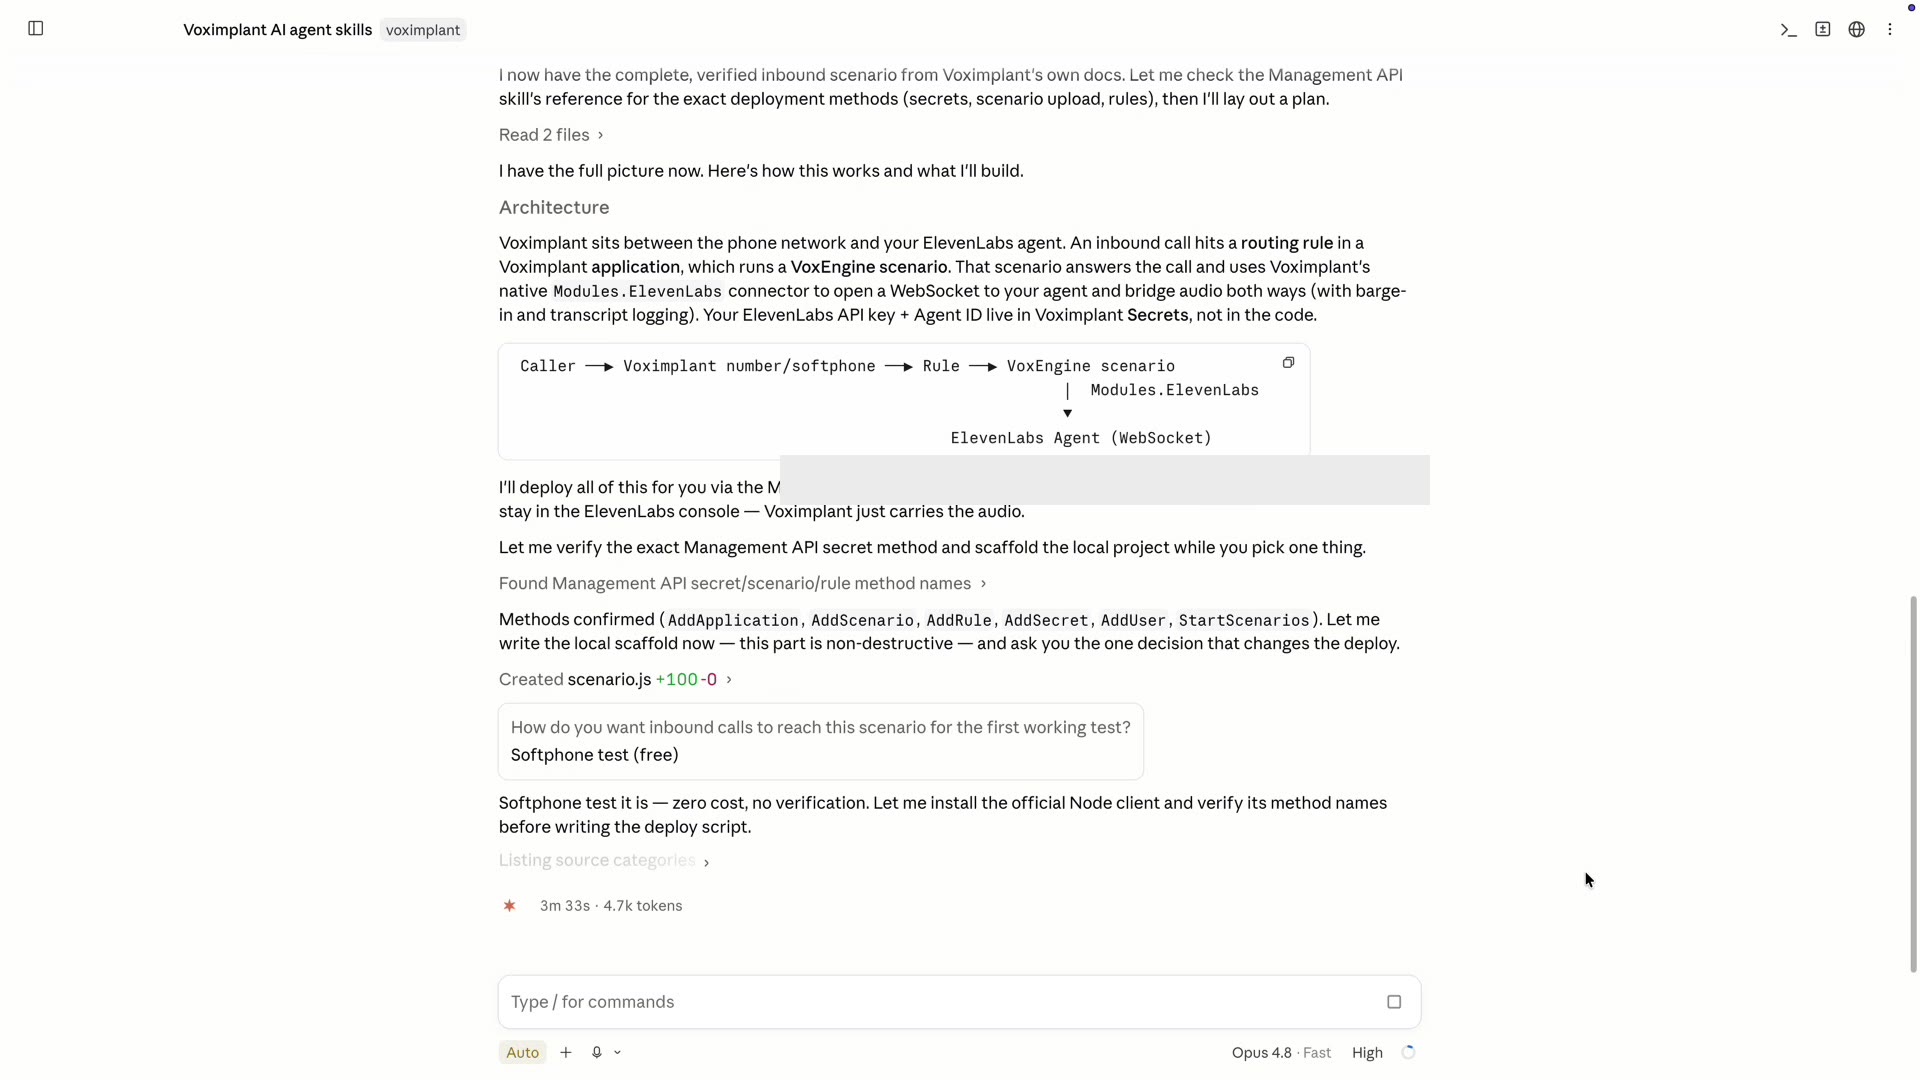 Voximplant AI agent skills voximplant
I now have the complete, verified inbound scenario from Voximplant's own docs. Let me check the Management API
skill's reference for the exact deployment methods (secrets, scenario upload, rules), then I'll lay out a plan.
Read 2 files ›
I have the full picture now. Here's how this works and what I'll build.
Architecture
Voximplant sits between the phone network and your ElevenLabs agent. An inbound call hits a routing rule in a
Voximplant application, which runs a VoxEngine scenario. That scenario answers the call and uses Voximplant's
native Modules.ElevenLabs connector to open a WebSocket to your agent and bridge audio both ways (with barge-
in and transcript logging). Your ElevenLabs API key + Agent ID live in Voximplant Secrets, not in the code.
Caller ──▶ Voximplant number/softphone ──▶ Rule ──▶ VoxEngine scenario
│ Modules.ElevenLabs
▼
ElevenLabs Agent (WebSocket)
I'll deploy all of this for you via the
stay in the ElevenLabs console — Voximplant just carries the audio.
Let me verify the exact Management API secret method and scaffold the local project while you pick one thing.
Found Management API secret/scenario/rule method names ›
Methods confirmed (AddApplication, AddScenario, AddRule, AddSecret, AddUser, StartScenarios). Let me
write the local scaffold now — this part is non-destructive — and ask you the one decision that changes the deploy.
Created scenario.js +100 -0 ›
How do you want inbound calls to reach this scenario for the first working test?
Softphone test (free)
Softphone test it is — zero cost, no verification. Let me install the official Node client and verify its method names
before writing the deploy script.
Listing source categories ›
3m 33s · 4.7k tokens
Type / for commands
Auto Opus 4.8 · Fast High